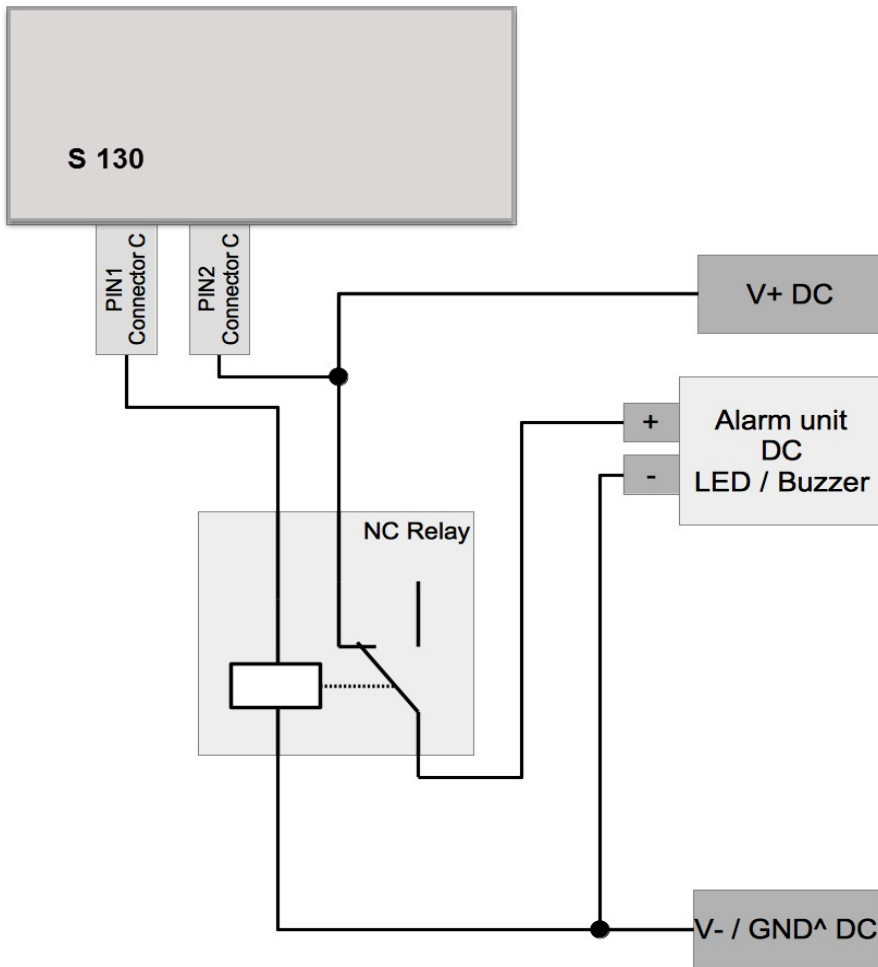 S 130
PIN1
Connector C
PIN2
Connector C
V+ DC
+
-
Alarm unit
DC
LED / Buzzer
NC Relay
V- / GND^ DC